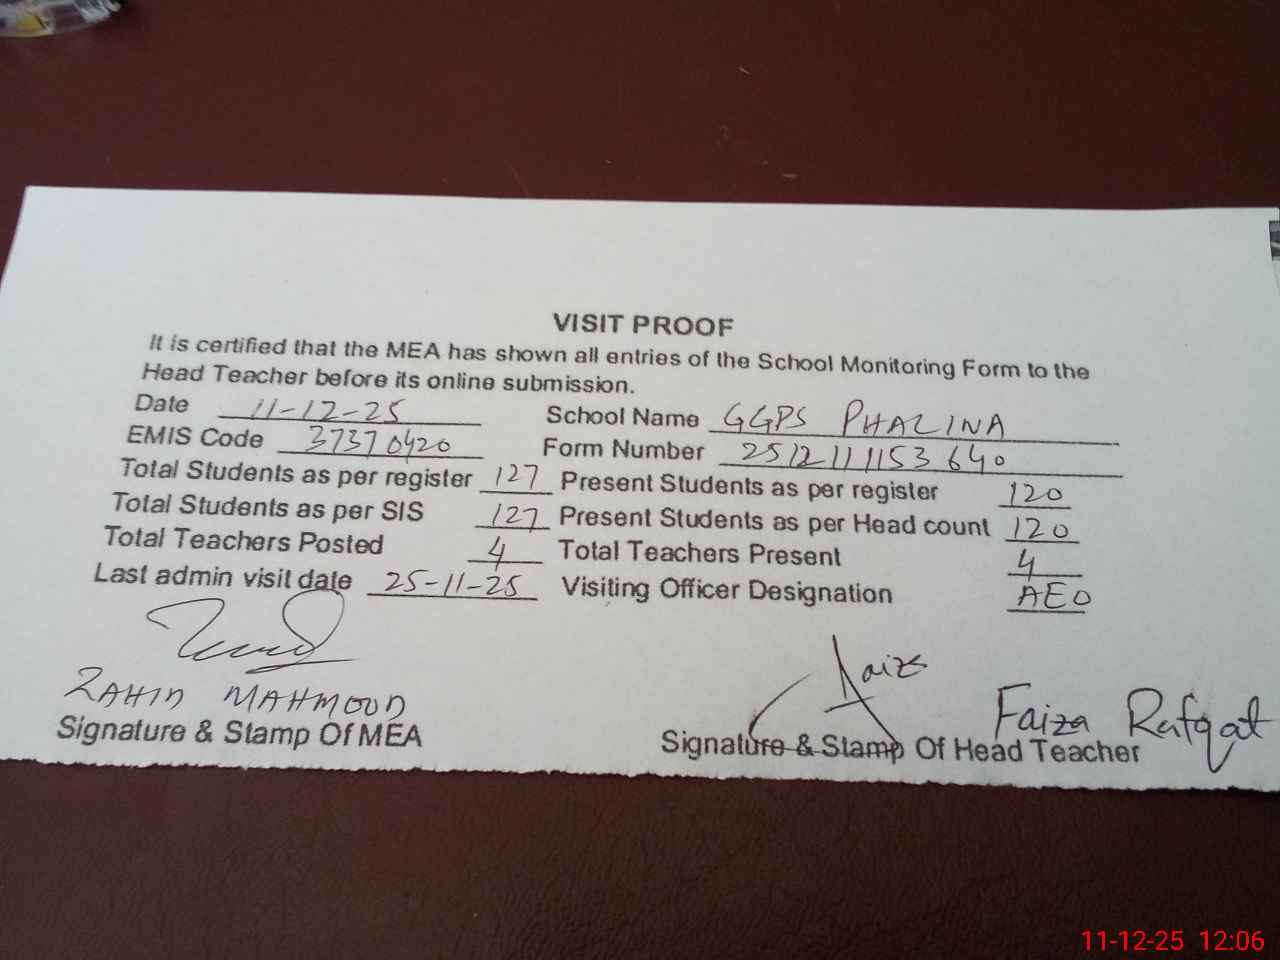 VISIT PROOF
It is certified that the MEA has shown all entries of the School Monitoring Form to the
Head Teacher before its online submission.
Date 11-12-25 School Name GGPS PHALINA
EMIS Code 37370420 Form Number 2512111153640
Total Students as per register 127 Present Students as per register 120
Total Students as per SIS 127 Present Students as per Head count 120
Total Teachers Posted 4 Total Teachers Present 4
Last admin visit date 25-11-25 Visiting Officer Designation AEO
Faiza
ZAHID MAHMOOD Faiza Rafqat
Signature & Stamp Of MEA Signature & Stamp Of Head Teacher
11-12-25 12:06